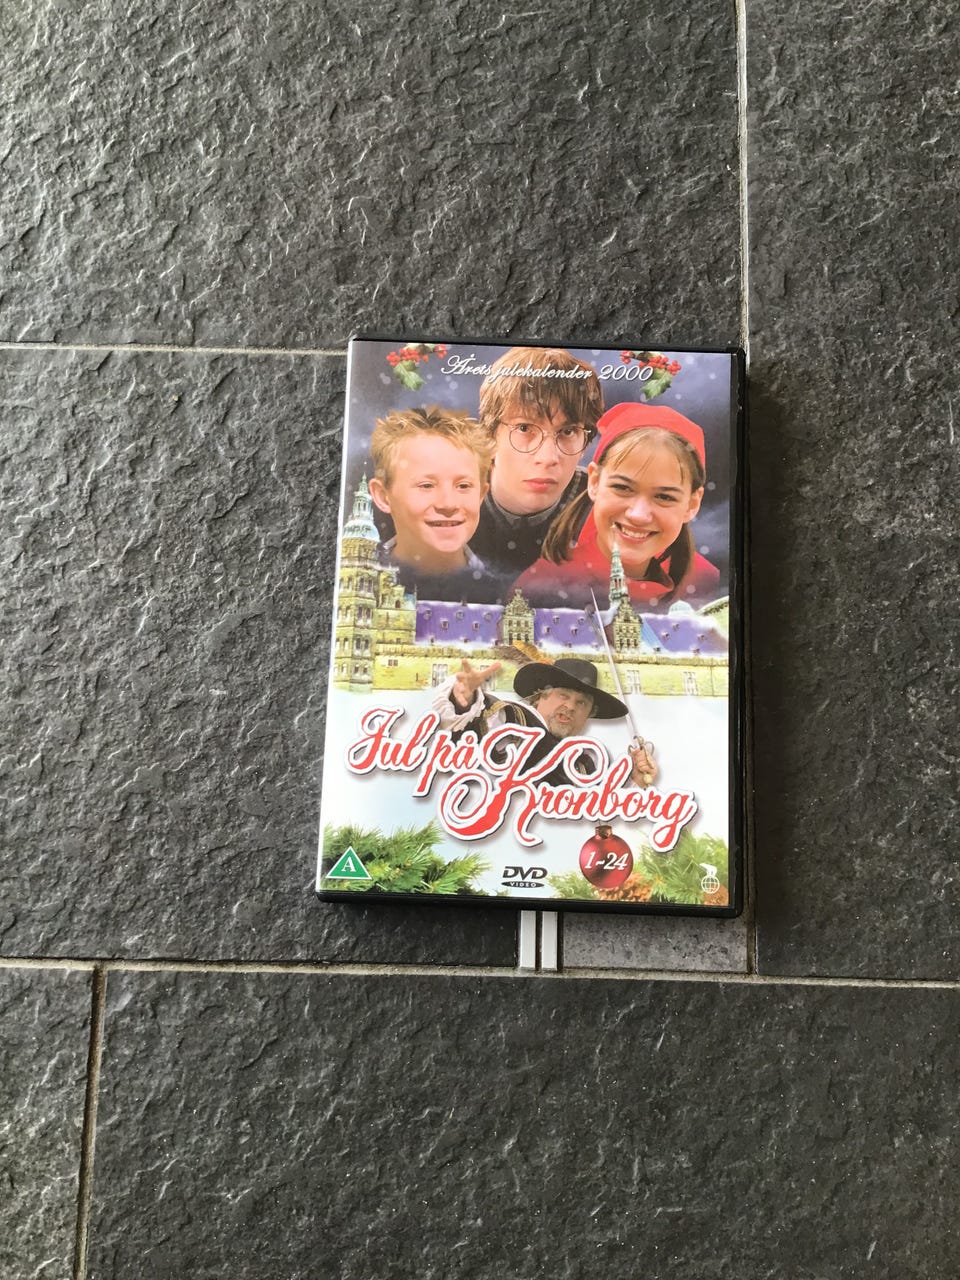 Årets julekalender 2000
Jul på
Kronborg
1-24
A
DVD
VIDEO